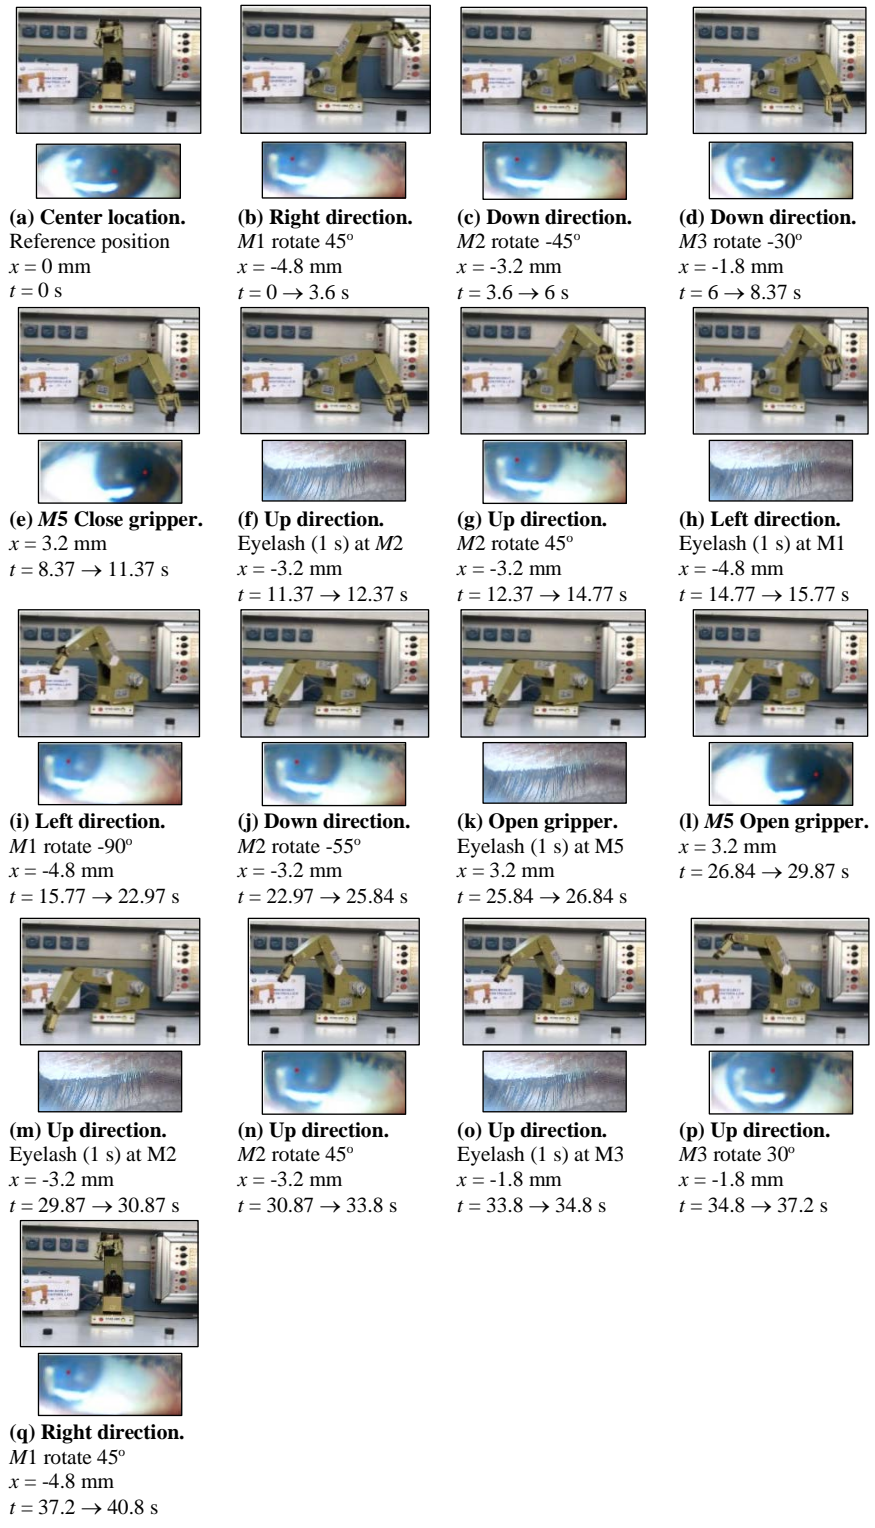 (a) Center location.
Reference position
x = 0 mm
t = 0 s
(b) Right direction.
M1 rotate 45º
x = -4.8 mm
t = 0 → 3.6 s
(c) Down direction.
M2 rotate -45º
x = -3.2 mm
t = 3.6 → 6 s
(d) Down direction.
M3 rotate -30º
x = -1.8 mm
t = 6 → 8.37 s
(e) M5 Close gripper.
x = 3.2 mm
t = 8.37 → 11.37 s
(f) Up direction.
Eyelash (1 s) at M2
x = -3.2 mm
t = 11.37 → 12.37 s
(g) Up direction.
M2 rotate 45º
x = -3.2 mm
t = 12.37 → 14.77 s
(h) Left direction.
Eyelash (1 s) at M1
x = -4.8 mm
t = 14.77 → 15.77 s
(i) Left direction.
M1 rotate -90º
x = -4.8 mm
t = 15.77 → 22.97 s
(j) Down direction.
M2 rotate -55º
x = -3.2 mm
t = 22.97 → 25.84 s
(k) Open gripper.
Eyelash (1 s) at M5
x = 3.2 mm
t = 25.84 → 26.84 s
(l) M5 Open gripper.
x = 3.2 mm
t = 26.84 → 29.87 s
(m) Up direction.
Eyelash (1 s) at M2
x = -3.2 mm
t = 29.87 → 30.87 s
(n) Up direction.
M2 rotate 45º
x = -3.2 mm
t = 30.87 → 33.8 s
(o) Up direction.
Eyelash (1 s) at M3
x = -1.8 mm
t = 33.8 → 34.8 s
(p) Up direction.
M3 rotate 30º
x = -1.8 mm
t = 34.8 → 37.2 s
(q) Right direction.
M1 rotate 45º
x = -4.8 mm
t = 37.2 → 40.8 s